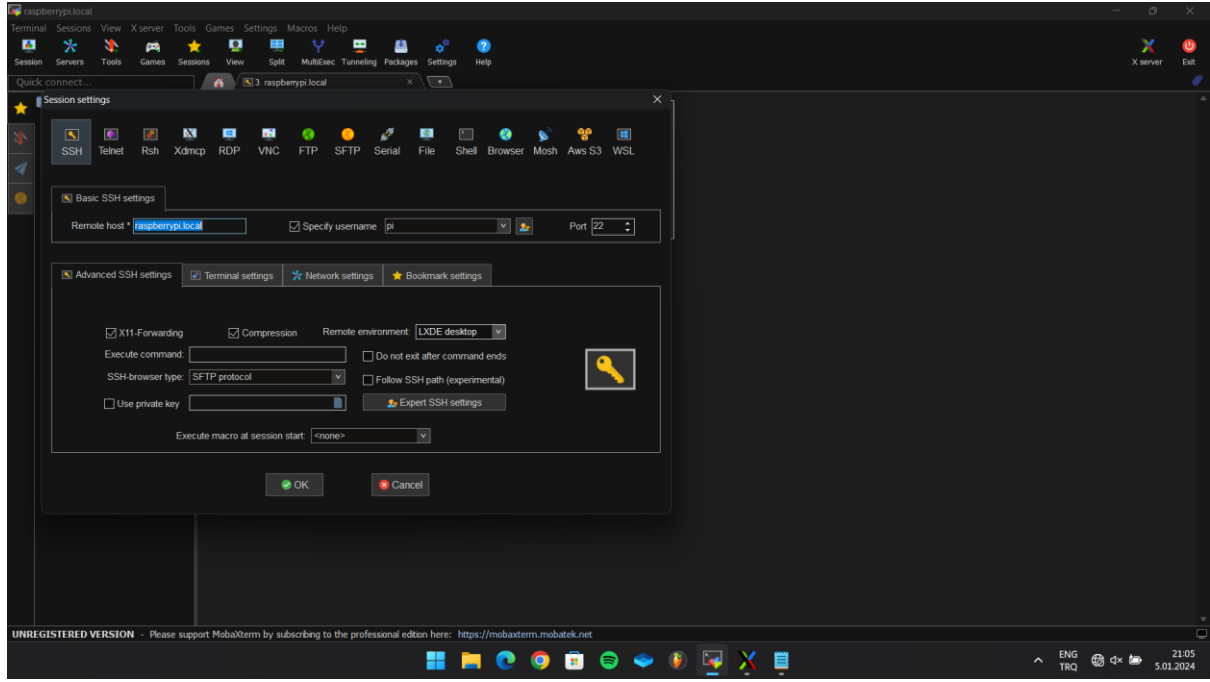 raspberrypi.local
Terminal Sessions View X server Tools Games Settings Macros Help
Session Servers Tools Games Sessions View Split MultiExec Tunneling Packages Settings Help X server Exit
Quick connect... 3. raspberrypi.local
Session settings
SSH Telnet Rsh Xdmcp RDP VNC FTP SFTP Serial File Shell Browser Mosh Aws S3 WSL
Basic SSH settings
Remote host * raspberrypi.local Specify username pi Port 22
Advanced SSH settings Terminal settings Network settings Bookmark settings
X11-Forwarding Compression Remote environment: LXDE desktop
Execute command: Do not exit after command ends
SSH-browser type: SFTP protocol Follow SSH path (experimental)
Use private key Expert SSH settings
Execute macro at session start: <none>
OK Cancel
UNREGISTERED VERSION - Please support MobaXterm by subscribing to the professional edition here: https://mobaxterm.mobatek.net
ENG 21:05
TRQ 5.01.2024